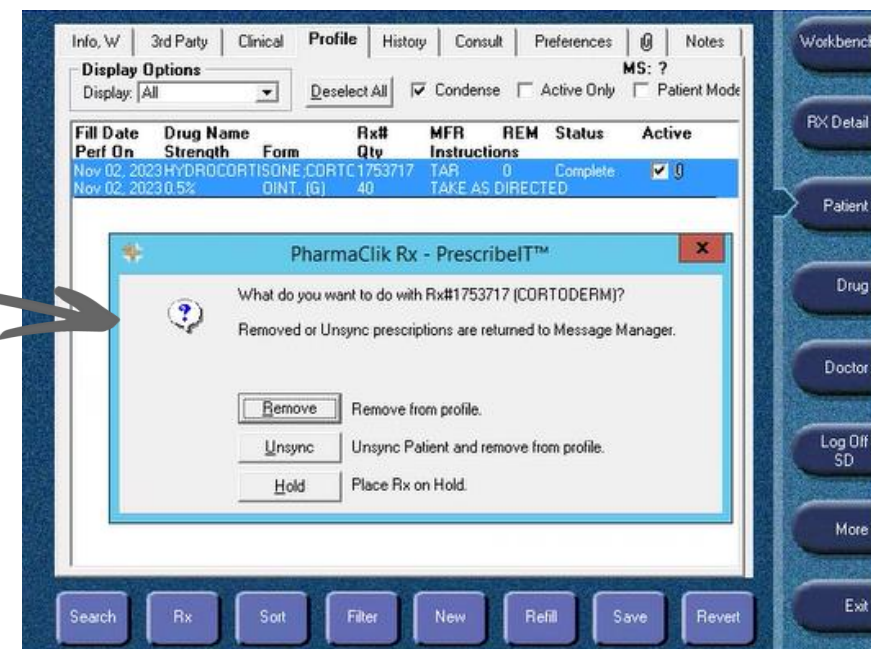 Info, W 3rd Party Clinical Profile History Consult Preferences Notes
Display Options MS: ?
Display: All Deselect All Condense Active Only Patient Mode
Fill Date Drug Name Rx# MFR REM Status Active
Perf On Strength Form Qty Instructions
Nov 02, 2023 HYDROCORTISONE;CORTC 1753717 TAR 0 Complete
Nov 02, 2023 0.5% OINT. (G) 40 TAKE AS DIRECTED
PharmaClik Rx - PrescribeIT™
x
What do you want to do with Rx#1753717 (CORTODERM)?
Removed or Unsync prescriptions are returned to Message Manager.
Remove Remove from profile.
Unsync Unsync Patient and remove from profile.
Hold Place Rx on Hold.
Search Rx Sort Filter New Refill Save Revert
Workbench
RX Detail
Patient
Drug
Doctor
Log Off
SD
More
Exit